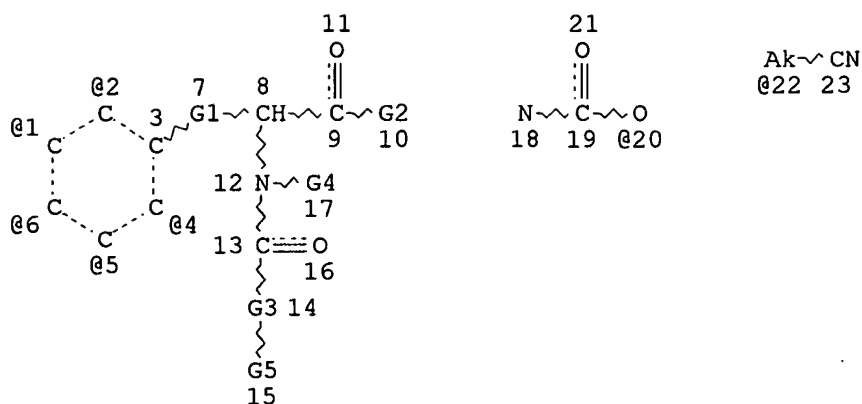 11 21
O O
@2 7 8 Ak CN
C 3 G1 CH C G2 N C O @22 23
@1 C C 9 10 18 19 @20
12 N G4
C C 17
@6 C @4 13 C O
@5 16
G3 14
G5
15